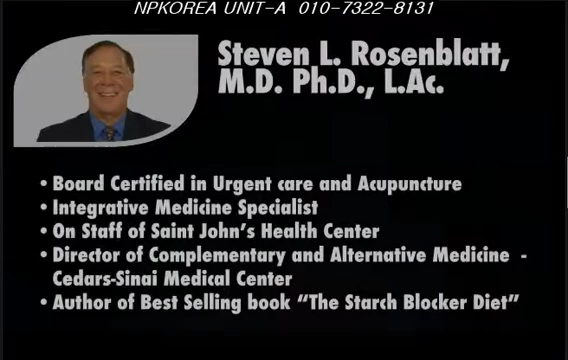 NPKOREA UNIT-A 010-7322-8131
Steven L. Rosenblatt,
M.D. Ph.D., L.Ac.
• Board Certified in Urgent care and Acupuncture
• Integrative Medicine Specialist
• On Staff of Saint John's Health Center
• Director of Complementary and Alternative Medicine -
Cedars-Sinai Medical Center
• Author of Best Selling book "The Starch Blocker Diet"